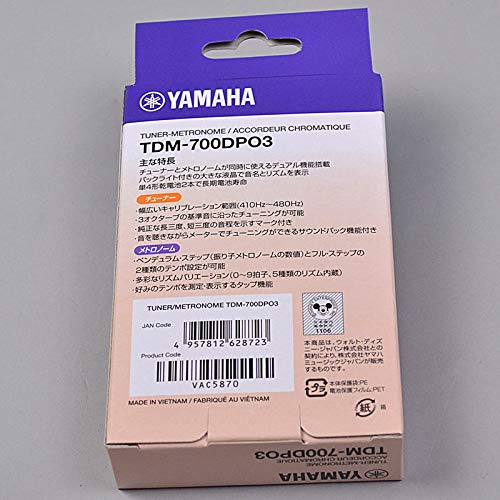 YAMAHA
TUNER-METRONOME / ACCORDEUR CHROMATIQUE
TDM-700DPO3
主な特長
チューナーとメトロノームが同時に使えるデュアル機能搭載
バックライト付きの大きな液晶で音名とリズムを表示
単4形乾電池2本で長期電池寿命
チューナー
・幅広いキャリブレーション範囲(410Hz～480Hz)
・3オクターブの基準音に沿ったチューニングが可能
・純正な長三度、短三度の音程を示すマーク付き
・音を聴きながらメーターでチューニングができるサウンドバック機能付き
メトロノーム
・ペンデュラム・ステップ(振り子メトロノームの数値)とフル・ステップの
2種類のテンポ設定が可能
・多彩なリズムバリエーション(0～9拍子、5種類のリズム内蔵)
・好みのテンポを測定・表示するタップ機能
TUNER/METRONOME TDM-700DPO3
JAN Code
4 957812 628723
Product Code
VAC5870
1106
本商品は、ウォルト・ディズ
ニー・ジャパン株式会社と
の契約により、株式会社ヤマハ
ミュージックジャパンが販売
するものです。
プラ
本体保護袋:PE
電池保護フィルム:PET
紙
箱
MADE IN VIETNAM / FABRIQUÉ AU VIÊTNAM
TUNER-METRONOME
ACCORDEUR CHROMATIQUE
TDM-700DPO3